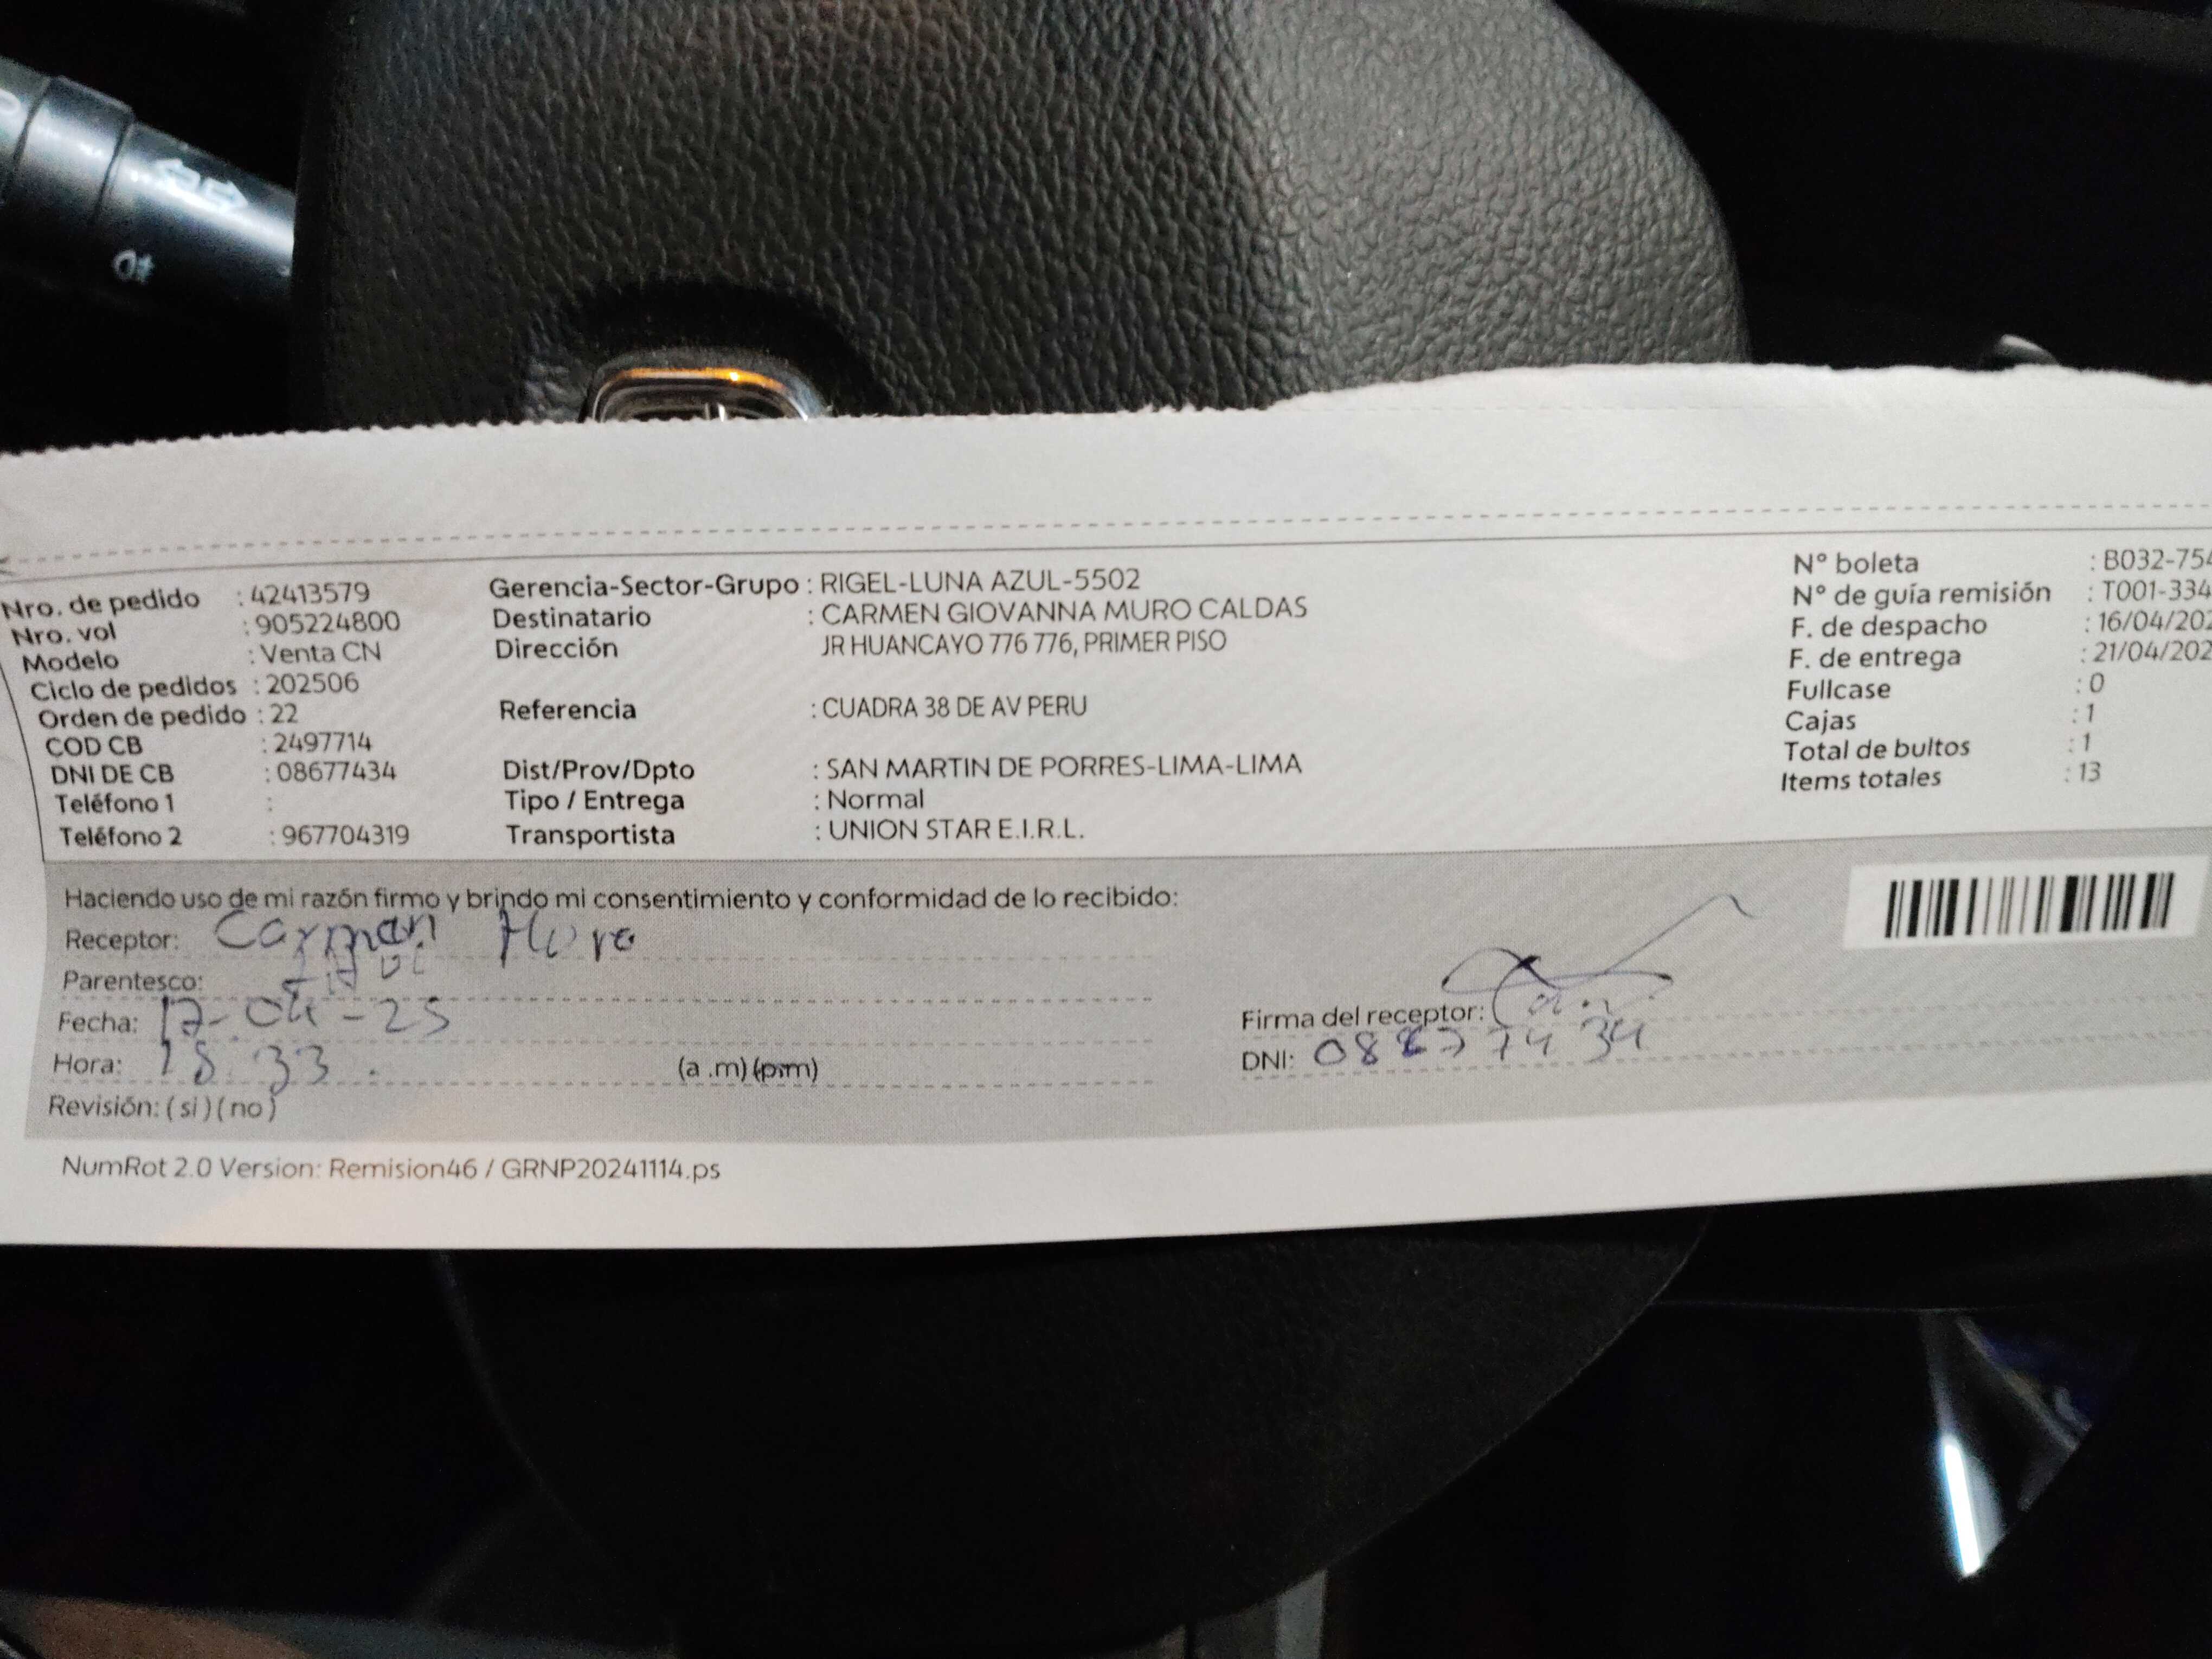 Nro. de pedido : 42413579
Nro. vol : 905224800
Modelo : Venta CN
Ciclo de pedidos : 202506
Orden de pedido : 22
COD CB : 2497714
DNI DE CB : 08677434
Teléfono 1 :
Teléfono 2 : 967704319
Gerencia-Sector-Grupo : RIGEL-LUNA AZUL-5502
Destinatario : CARMEN GIOVANNA MURO CALDAS
Dirección JR HUANCAYO 776 776, PRIMER PISO
Referencia : CUADRA 38 DE AV PERU
Dist/Prov/Dpto : SAN MARTIN DE PORRES-LIMA-LIMA
Tipo / Entrega : Normal
Transportista : UNION STAR E.I.R.L.
N° boleta : B032-754
N° de guía remisión : T001-334
F. de despacho : 16/04/202
F. de entrega : 21/04/202
Fullcase : 0
Cajas : 1
Total de bultos : 1
Items totales : 13
Haciendo uso de mi razón firmo y brindo mi consentimiento y conformidad de lo recibido:
Receptor: Carmen Muro
Parentesco:
Fecha: 17-04-25
Hora: 18 33 . (a .m) (p.m)
Revisión: ( si ) ( no )
Firma del receptor:
DNI:
NumRot 2.0 Version: Remision46 / GRNP20241114.ps